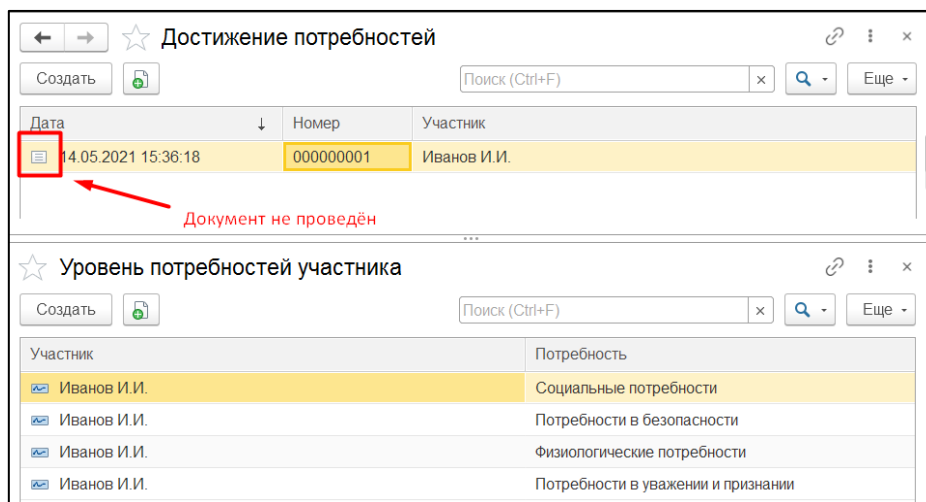 Достижение потребностей
Создать Поиск (Ctrl+F) × Еще
Дата ↓ Номер Участник
14.05.2021 15:36:18 000000001 Иванов И.И.
Документ не проведён
Уровень потребностей участника
Создать Поиск (Ctrl+F) × Еще
Участник Потребность
Иванов И.И. Социальные потребности
Иванов И.И. Потребности в безопасности
Иванов И.И. Физиологические потребности
Иванов И.И. Потребности в уважении и признании